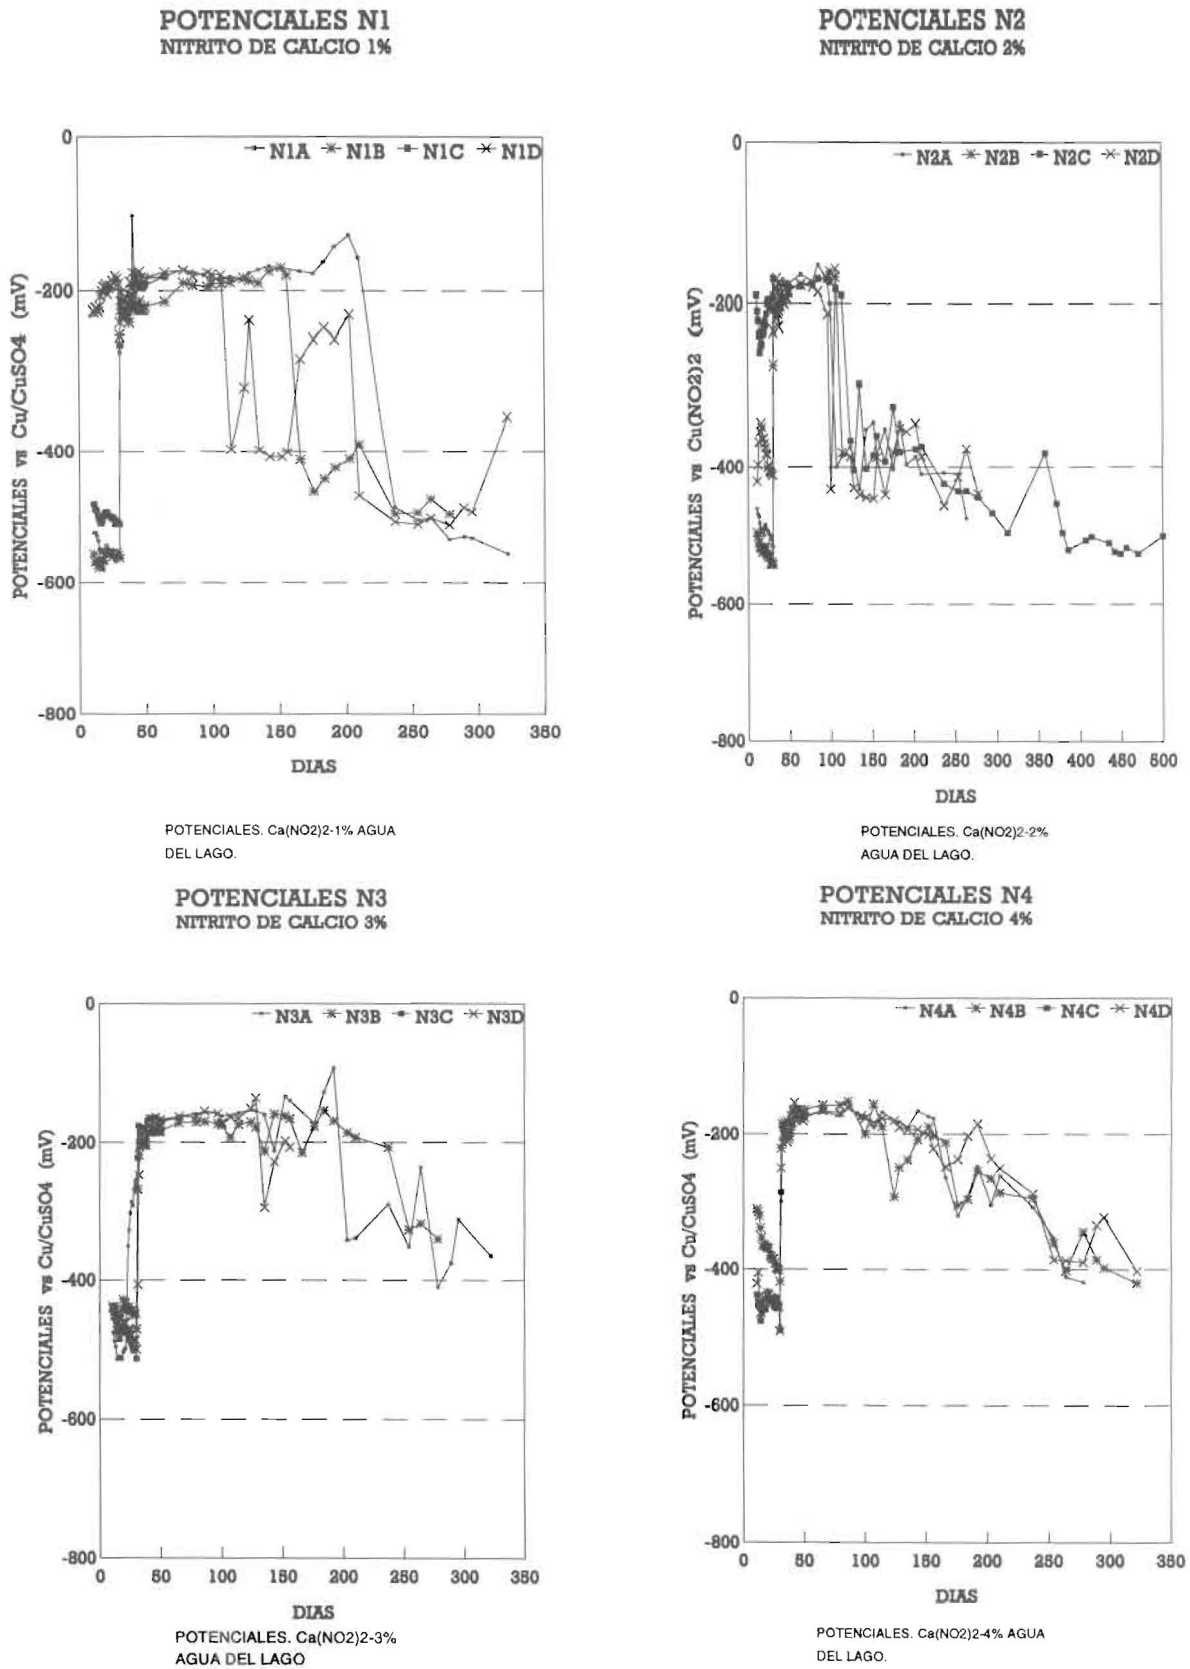 POTENCIALES N1
NITRITO DE CALCIO 1%
0
-200
-400
-600
-800
N1A N1B N1C N1D
POTENCIALES vs Cu/CuSO4 (mV)
0 50 100 150 200 250 300 350
DIAS
POTENCIALES. Ca(NO2)2-1% AGUA
DEL LAGO.
POTENCIALES N2
NITRITO DE CALCIO 2%
0
-200
-400
-600
-800
N2A N2B N2C N2D
POTENCIALES vs Cu(NO2)2 (mV)
0 50 100 150 200 250 300 350 400 450 500
DIAS
POTENCIALES. Ca(NO2)2-2%
AGUA DEL LAGO.
POTENCIALES N3
NITRITO DE CALCIO 3%
0
-200
-400
-600
-800
N3A N3B N3C N3D
POTENCIALES vs Cu/CuSO4 (mV)
0 50 100 150 200 250 300 350
DIAS
POTENCIALES. Ca(NO2)2-3%
AGUA DEL LAGO
POTENCIALES N4
NITRITO DE CALCIO 4%
0
-200
-400
-600
-800
N4A N4B N4C N4D
POTENCIALES vs Cu/CuSO4 (mV)
0 50 100 150 200 250 300 350
DIAS
POTENCIALES. Ca(NO2)2-4% AGUA
DEL LAGO.